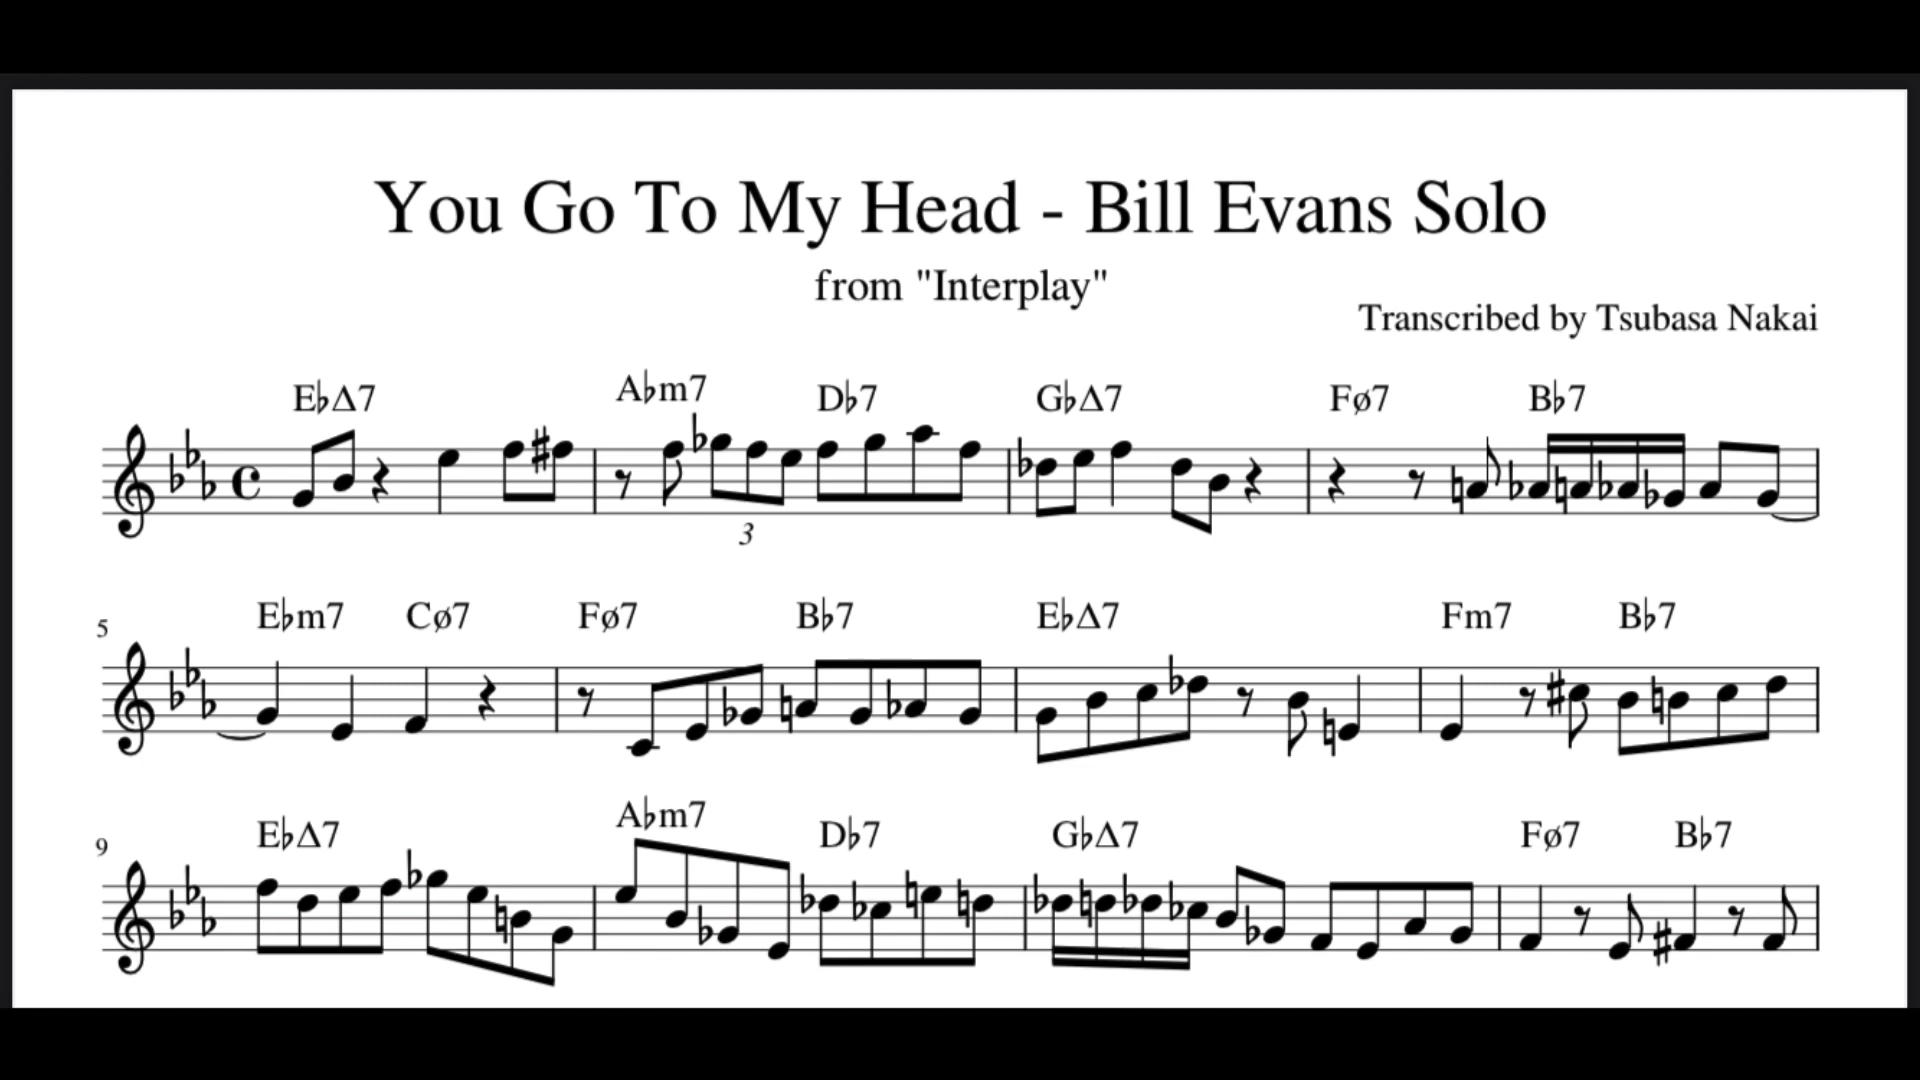 You Go To My Head - Bill Evans Solo
from "Interplay"
Transcribed by Tsubasa Nakai
E♭Δ7 A♭m7 D♭7 G♭Δ7 Fø7 B♭7
3
5 E♭m7 Cø7 Fø7 B♭7 E♭Δ7 Fm7 B♭7
9 E♭Δ7 A♭m7 D♭7 G♭Δ7 Fø7 B♭7